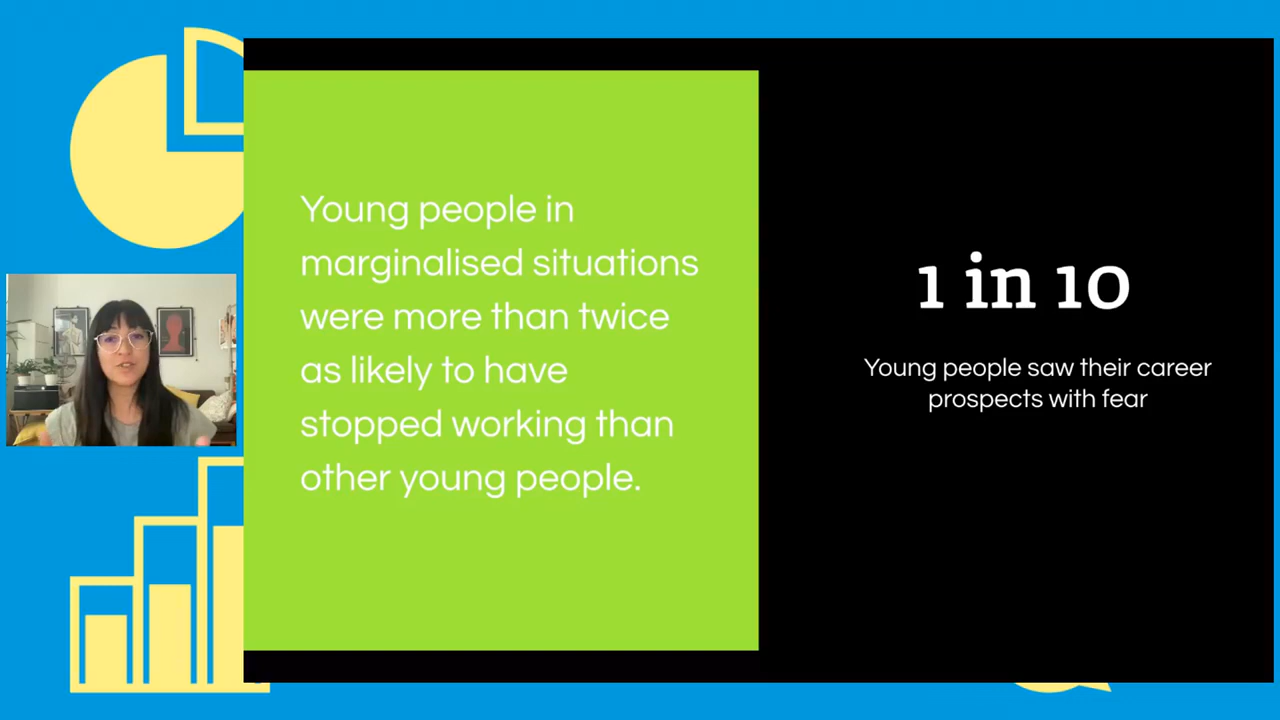 Young people in
marginalised situations
were more than twice
as likely to have
stopped working than
other young people.
1 in 10
Young people saw their career
prospects with fear